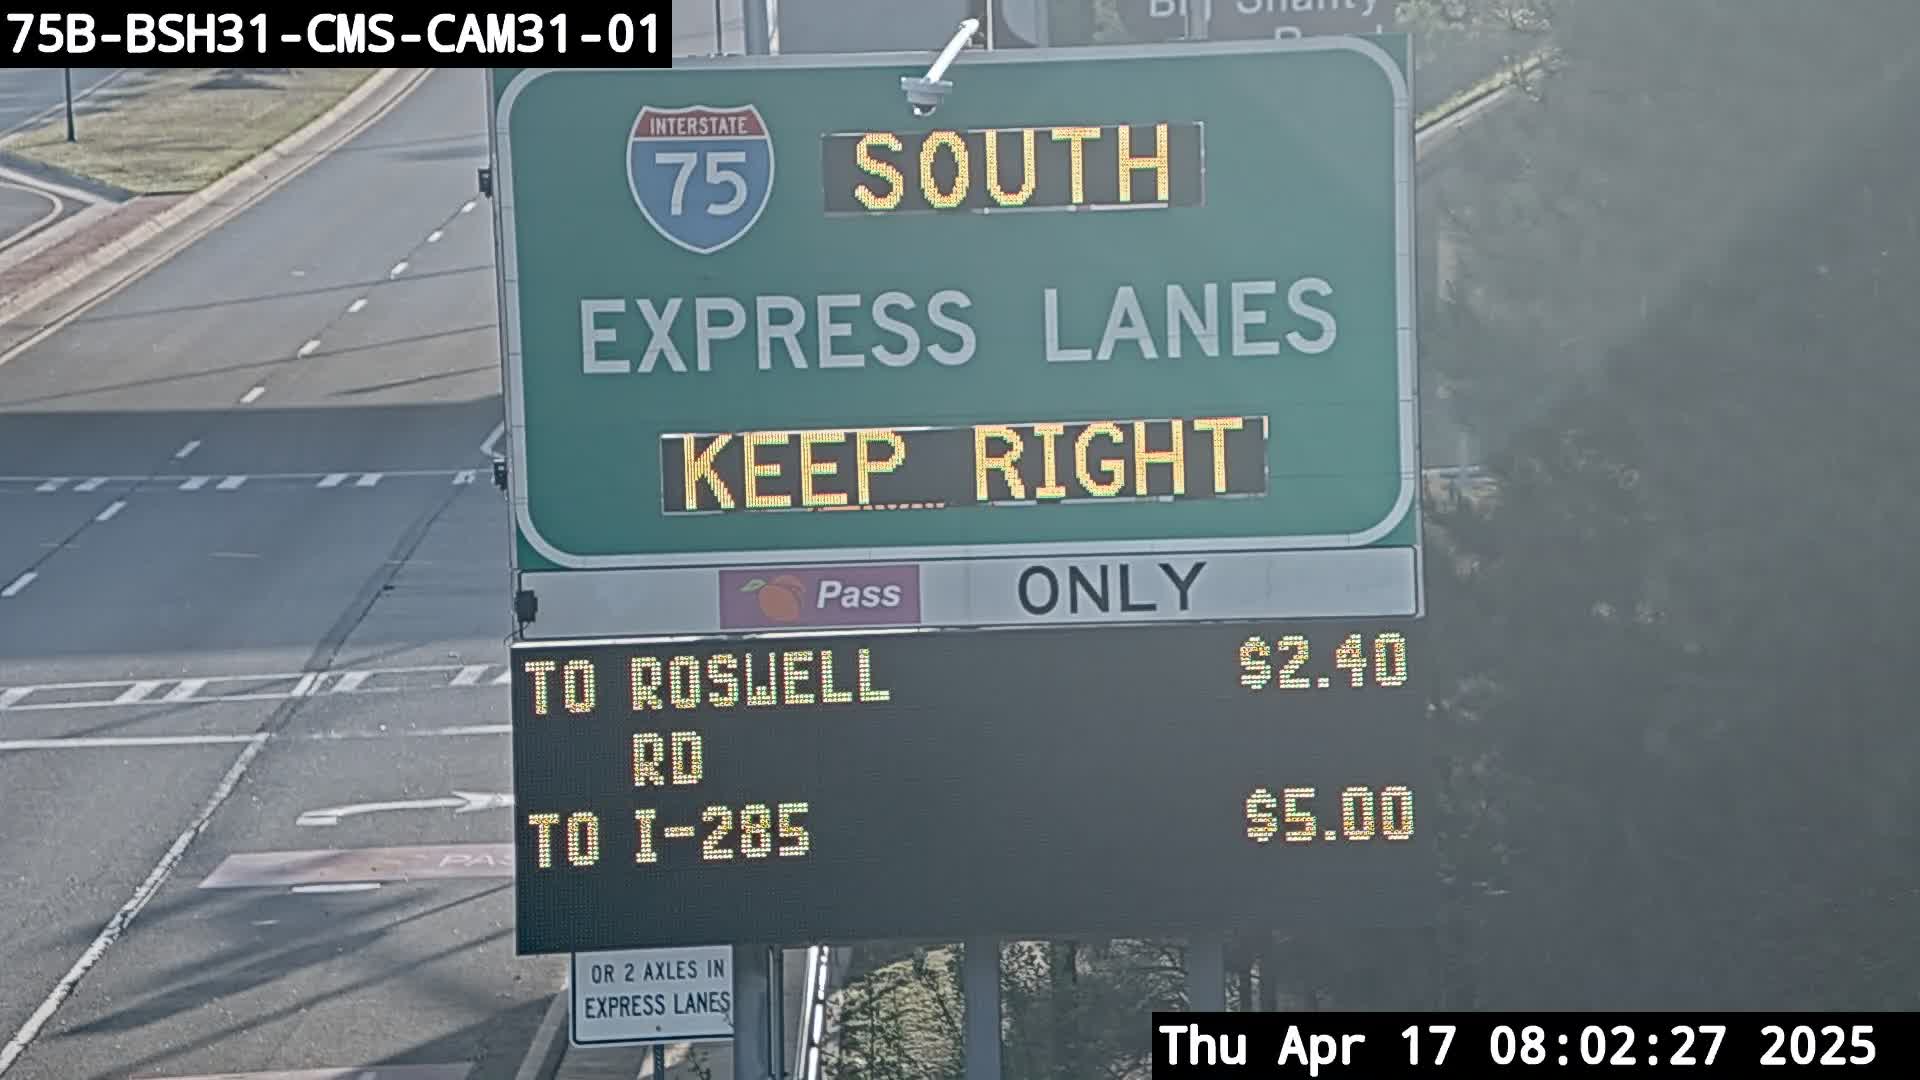 75B-BSH31-CMS-CAM31-01
Shanty
INTERSTATE
75
SOUTH
EXPRESS LANES
KEEP RIGHT
Pass ONLY
TO ROSWELL $2.40
RD
TO I-285 $5.00
OR 2 AXLES IN
EXPRESS LANES
Thu Apr 17 08:02:27 2025